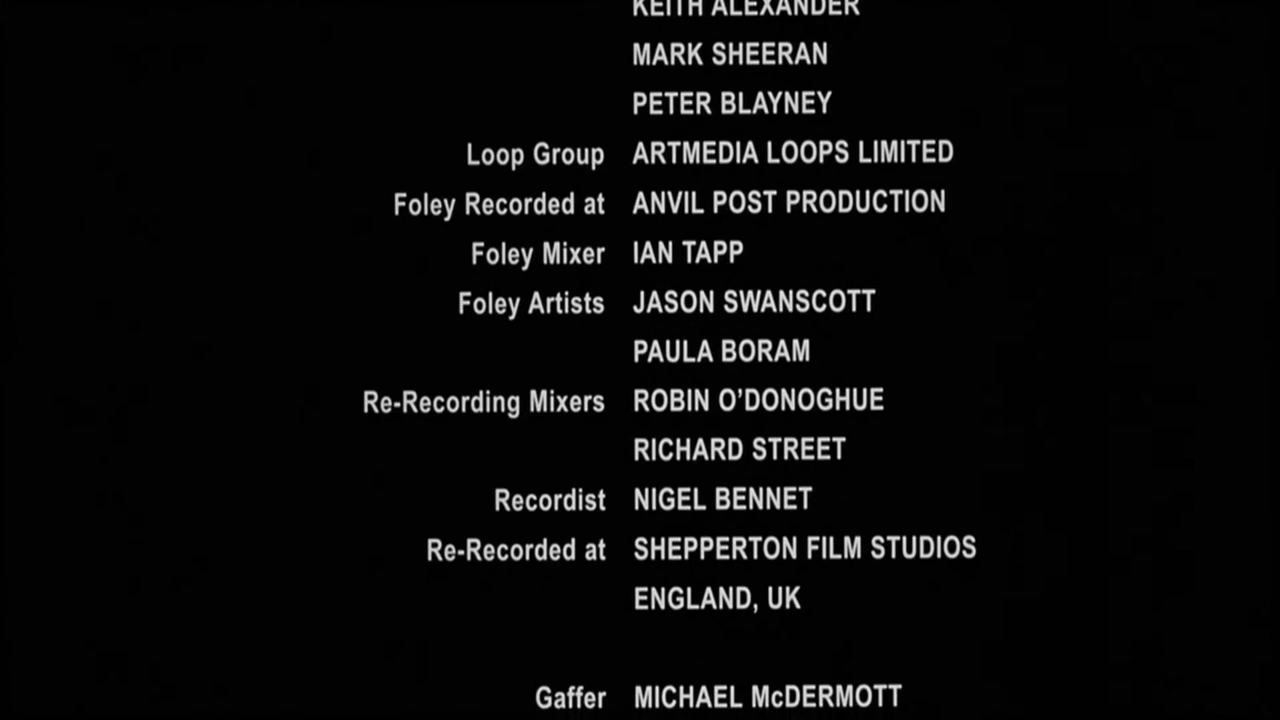 KEITH ALEXANDER
MARK SHEERAN
PETER BLAYNEY
Loop Group ARTMEDIA LOOPS LIMITED
Foley Recorded at ANVIL POST PRODUCTION
Foley Mixer IAN TAPP
Foley Artists JASON SWANSCOTT
PAULA BORAM
Re-Recording Mixers ROBIN O’DONOGHUE
RICHARD STREET
Recordist NIGEL BENNET
Re-Recorded at SHEPPERTON FILM STUDIOS
ENGLAND, UK
Gaffer MICHAEL McDERMOTT